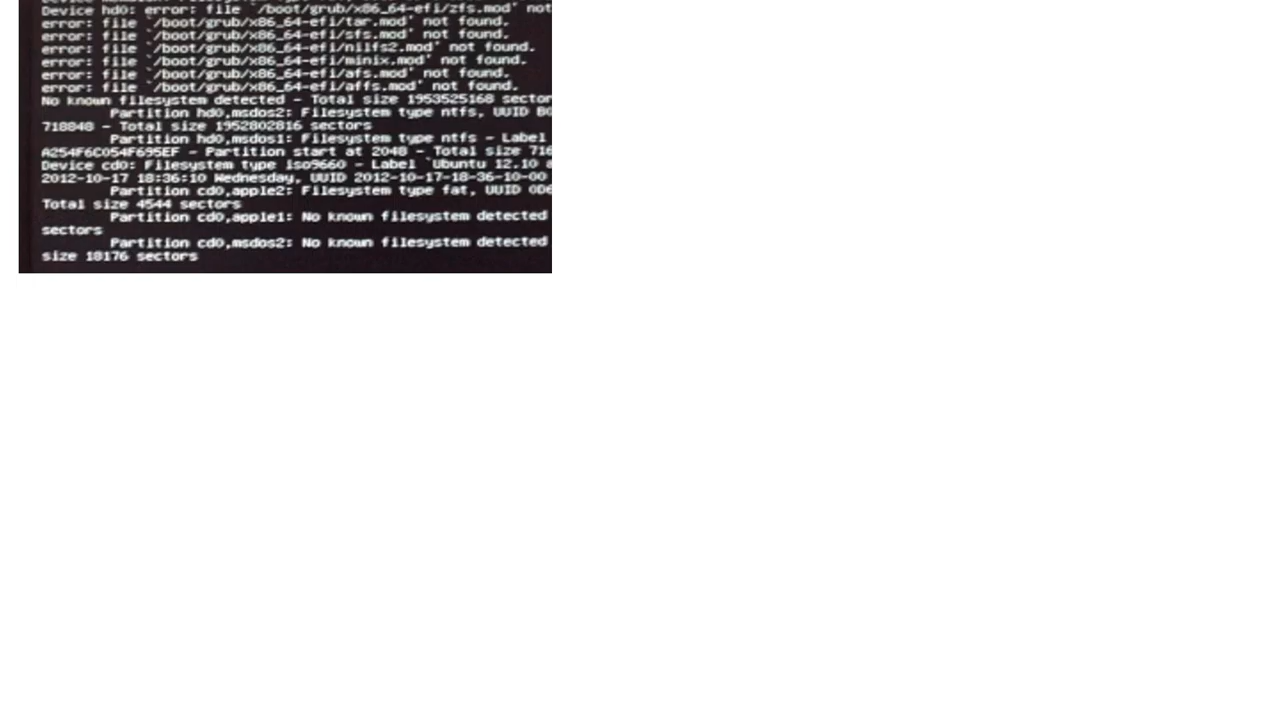 Device hd0: error: file `/boot/grub/x86_64-efi/zfs.mod' not
error: file `/boot/grub/x86_64-efi/tar.mod' not found.
error: file `/boot/grub/x86_64-efi/sfs.mod' not found.
error: file `/boot/grub/x86_64-efi/nilfs2.mod' not found.
error: file `/boot/grub/x86_64-efi/minix.mod' not found.
error: file `/boot/grub/x86_64-efi/afs.mod' not found.
error: file `/boot/grub/x86_64-efi/affs.mod' not found.
No known filesystem detected - Total size 1953525168 sector
Partition hd0,msdos2: Filesystem type ntfs, UUID
718848 - Total size 1952802816 sectors
Partition hd0,msdos1: Filesystem type ntfs - Label
A254F6C054F695EF - Partition start at 2048 - Total size 716
Device cd0: Filesystem type iso9660 - Label `Ubuntu 12.10 a
2012-10-17 18:36:10 Wednesday, UUID 2012-10-17-18-36-10-00
Partition cd0,apple2: Filesystem type fat, UUID 0D6
Total size 4544 sectors
Partition cd0,apple1: No known filesystem detected
sectors
Partition cd0,msdos2: No known filesystem detected
size 18176 sectors